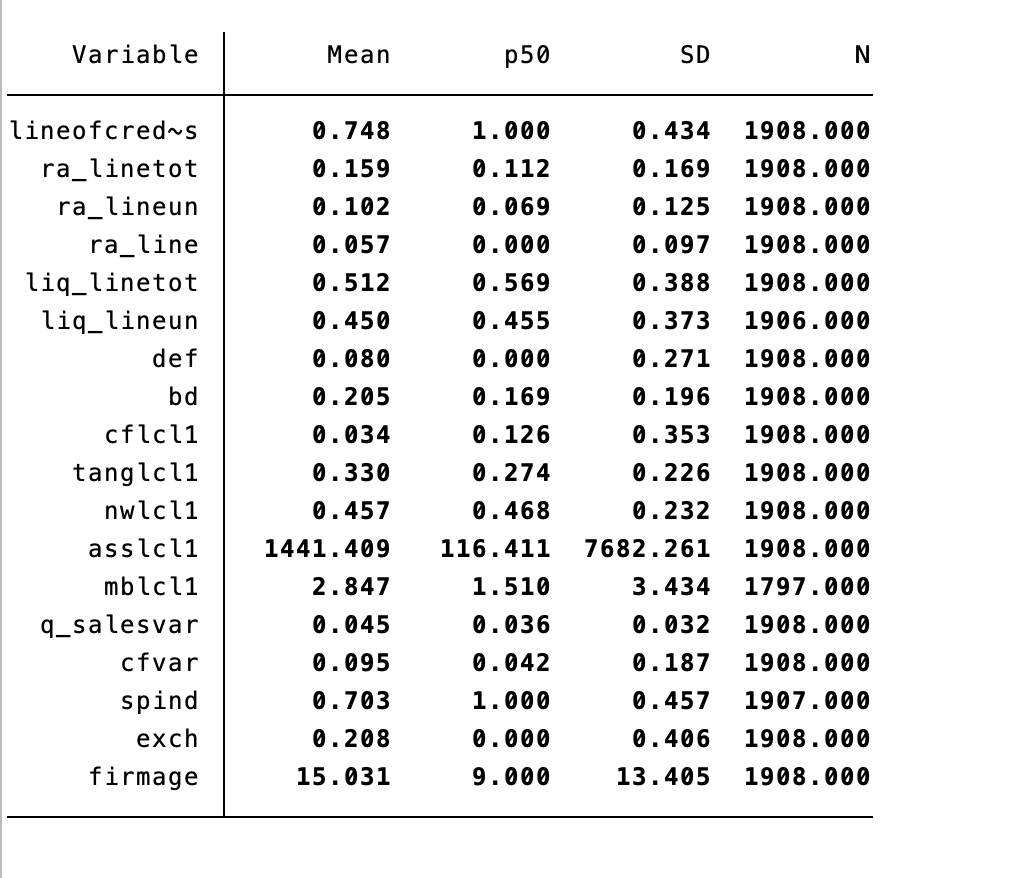 Variable Mean p50 SD N
lineofcred~s 0.748 1.000 0.434 1908.000
ra_linetot 0.159 0.112 0.169 1908.000
ra_lineun 0.102 0.069 0.125 1908.000
ra_line 0.057 0.000 0.097 1908.000
liq_linetot 0.512 0.569 0.388 1908.000
liq_lineun 0.450 0.455 0.373 1906.000
def 0.080 0.000 0.271 1908.000
bd 0.205 0.169 0.196 1908.000
cflcl1 0.034 0.126 0.353 1908.000
tanglcl1 0.330 0.274 0.226 1908.000
nwlcl1 0.457 0.468 0.232 1908.000
asslcl1 1441.409 116.411 7682.261 1908.000
mblcl1 2.847 1.510 3.434 1797.000
q_salesvar 0.045 0.036 0.032 1908.000
cfvar 0.095 0.042 0.187 1908.000
spind 0.703 1.000 0.457 1907.000
exch 0.208 0.000 0.406 1908.000
firmage 15.031 9.000 13.405 1908.000